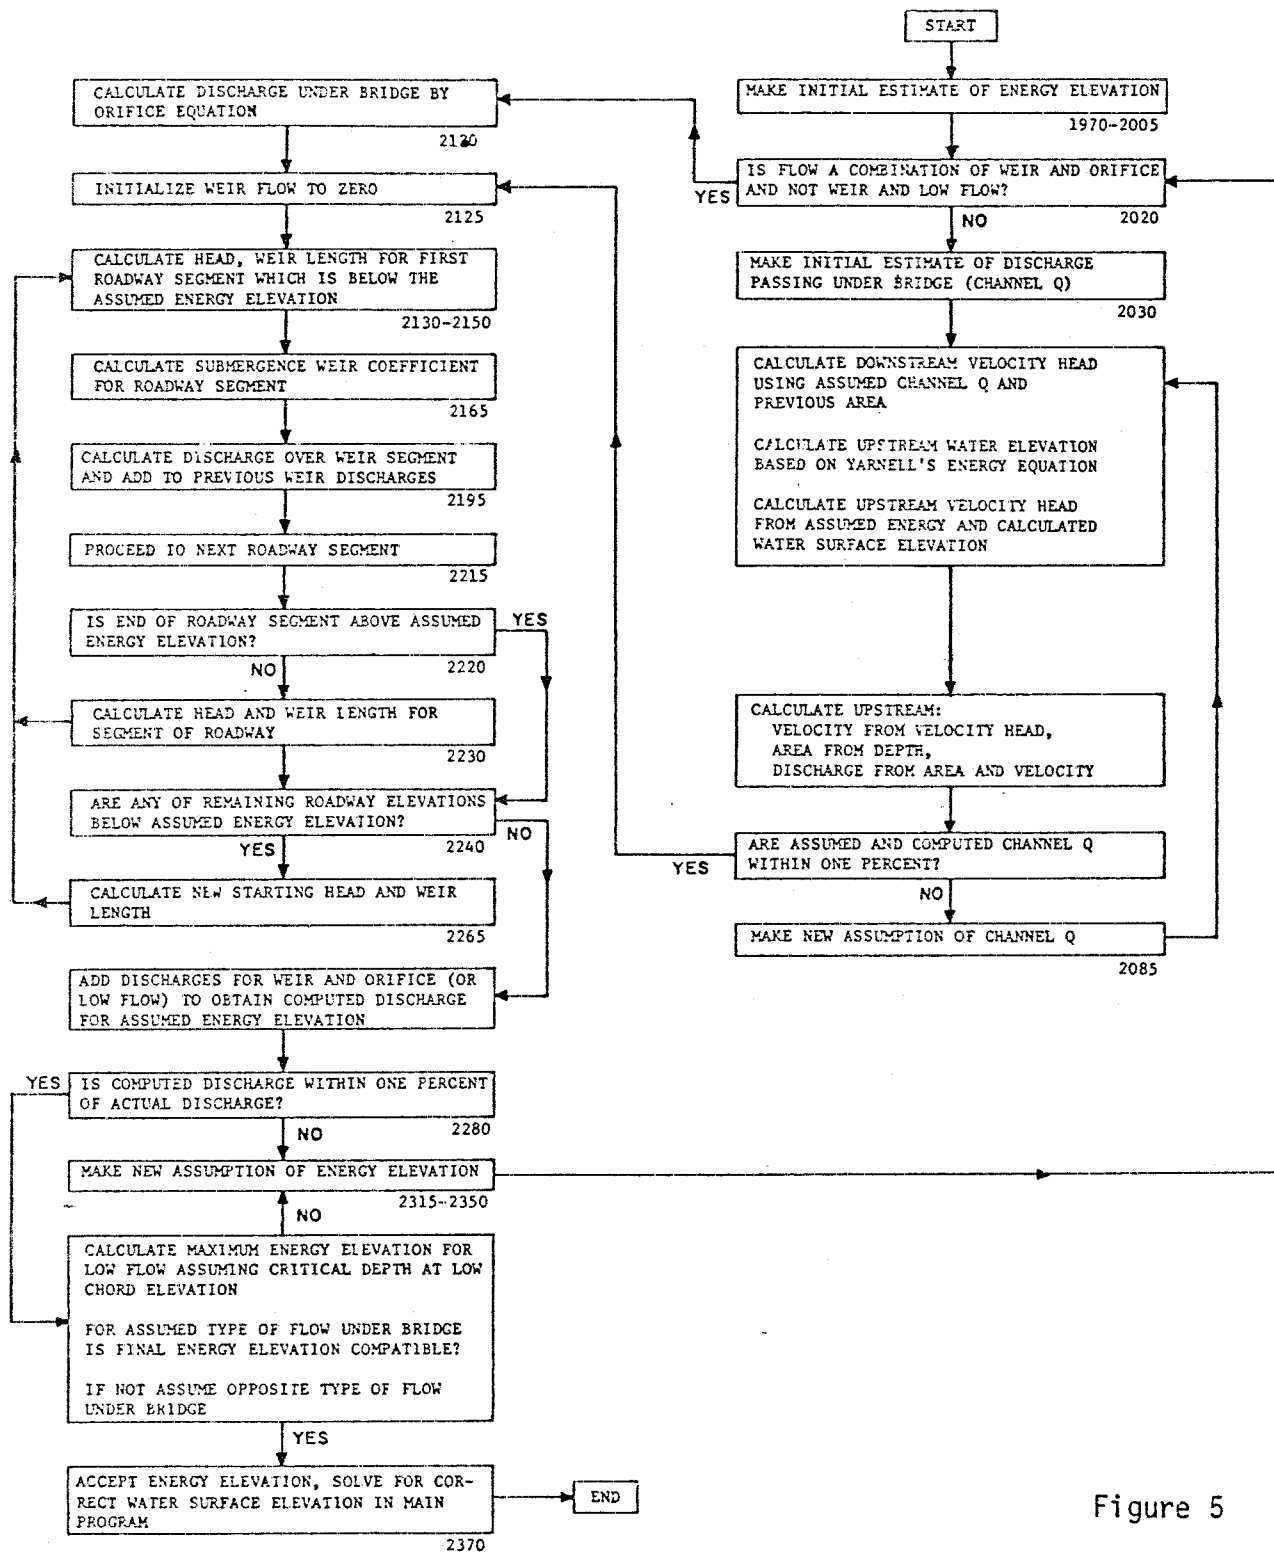 START
MAKE INITIAL ESTIMATE OF ENERGY ELEVATION
1970-2005
IS FLOW A COMBINATION OF WEIR AND ORIFICE
AND NOT WEIR AND LOW FLOW?
2020
YES
NO
MAKE INITIAL ESTIMATE OF DISCHARGE
PASSING UNDER BRIDGE (CHANNEL Q)
2030
CALCULATE DOWNSTREAM VELOCITY HEAD
USING ASSUMED CHANNEL Q AND
PREVIOUS AREA
CALCULATE UPSTREAM WATER ELEVATION
BASED ON YARNELL'S ENERGY EQUATION
CALCULATE UPSTREAM VELOCITY HEAD
FROM ASSUMED ENERGY AND CALCULATED
WATER SURFACE ELEVATION
CALCULATE UPSTREAM:
VELOCITY FROM VELOCITY HEAD,
AREA FROM DEPTH,
DISCHARGE FROM AREA AND VELOCITY
ARE ASSUMED AND COMPUTED CHANNEL Q
WITHIN ONE PERCENT?
YES
NO
MAKE NEW ASSUMPTION OF CHANNEL Q
2085
CALCULATE DISCHARGE UNDER BRIDGE BY
ORIFICE EQUATION
2120
INITIALIZE WEIR FLOW TO ZERO
2125
CALCULATE HEAD, WEIR LENGTH FOR FIRST
ROADWAY SEGMENT WHICH IS BELOW THE
ASSUMED ENERGY ELEVATION
2130-2150
CALCULATE SUBMERGENCE WEIR COEFFICIENT
FOR ROADWAY SEGMENT
2165
CALCULATE DISCHARGE OVER WEIR SEGMENT
AND ADD TO PREVIOUS WEIR DISCHARGES
2195
PROCEED TO NEXT ROADWAY SEGMENT
2215
IS END OF ROADWAY SEGMENT ABOVE ASSUMED
ENERGY ELEVATION?
YES
NO
2220
CALCULATE HEAD AND WEIR LENGTH FOR
SEGMENT OF ROADWAY
2230
ARE ANY OF REMAINING ROADWAY ELEVATIONS
BELOW ASSUMED ENERGY ELEVATION?
NO
YES
2240
CALCULATE NEW STARTING HEAD AND WEIR
LENGTH
2265
ADD DISCHARGES FOR WEIR AND ORIFICE (OR
LOW FLOW) TO OBTAIN COMPUTED DISCHARGE
FOR ASSUMED ENERGY ELEVATION
YES
IS COMPUTED DISCHARGE WITHIN ONE PERCENT
OF ACTUAL DISCHARGE?
2280
NO
MAKE NEW ASSUMPTION OF ENERGY ELEVATION
2315-2350
NO
CALCULATE MAXIMUM ENERGY ELEVATION FOR
LOW FLOW ASSUMING CRITICAL DEPTH AT LOW
CHORD ELEVATION
FOR ASSUMED TYPE OF FLOW UNDER BRIDGE
IS FINAL ENERGY ELEVATION COMPATIBLE?
IF NOT ASSUME OPPOSITE TYPE OF FLOW
UNDER BRIDGE
YES
ACCEPT ENERGY ELEVATION, SOLVE FOR COR-
RECT WATER SURFACE ELEVATION IN MAIN
PROGRAM
2370
END
Figure 5